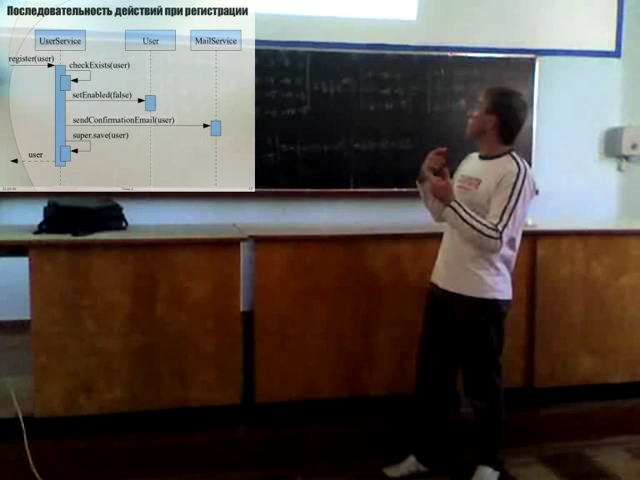 Последовательность действий при регистрации
UserService
User
MailService
register(user)
checkExists(user)
setEnabled(false)
sendConfirmationEmail(user)
super.save(user)
user